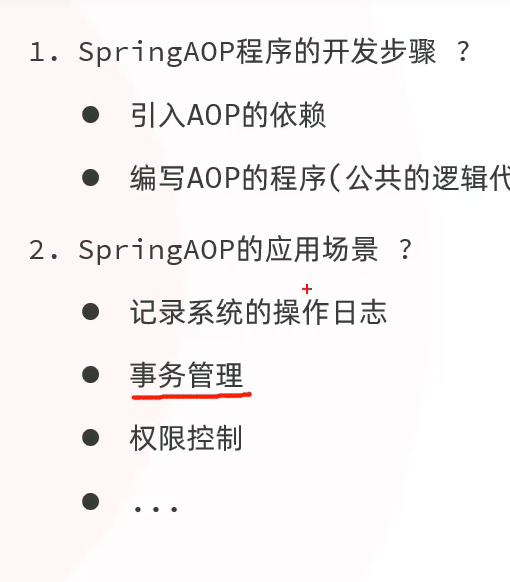 1. SpringAOP程序的开发步骤 ？
● 引入AOP的依赖
● 编写AOP的程序(公共的逻辑代
2. SpringAOP的应用场景 ？
● 记录系统的操作日志
● 事务管理
● 权限控制
● ...